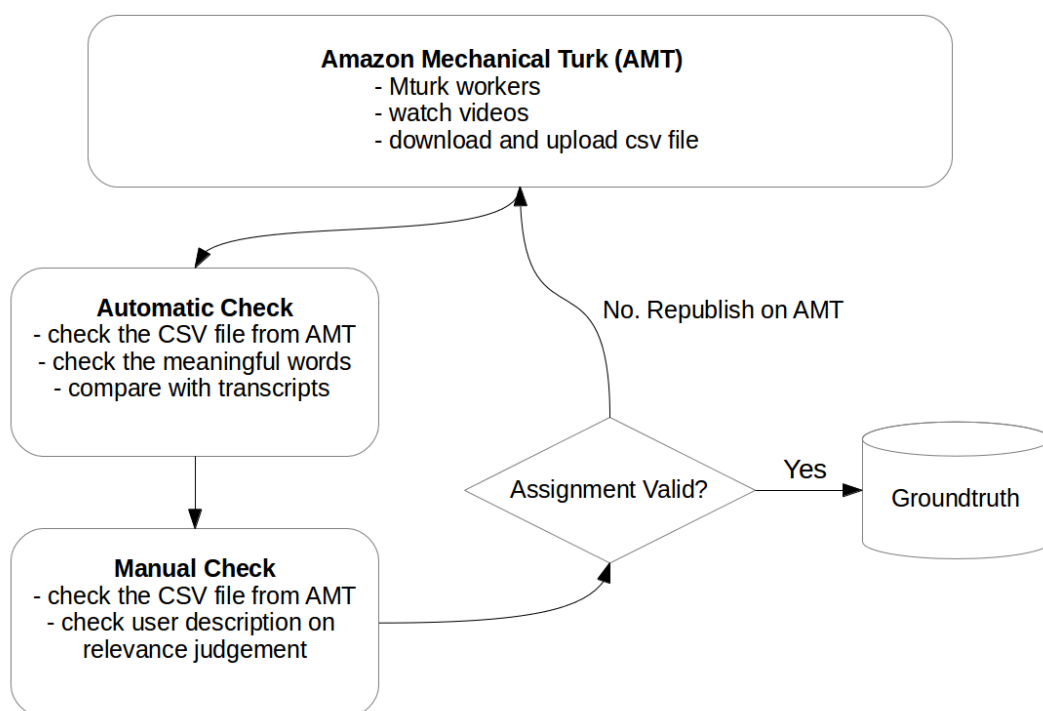 Amazon Mechanical Turk (AMT)
- Mturk workers
- watch videos
- download and upload csv file
No. Republish on AMT
Automatic Check
- check the CSV file from AMT
- check the meaningful words
- compare with transcripts
Yes
Assignment Valid?
Groundtruth
Manual Check
- check the CSV file from AMT
- check user description on
relevance judgement